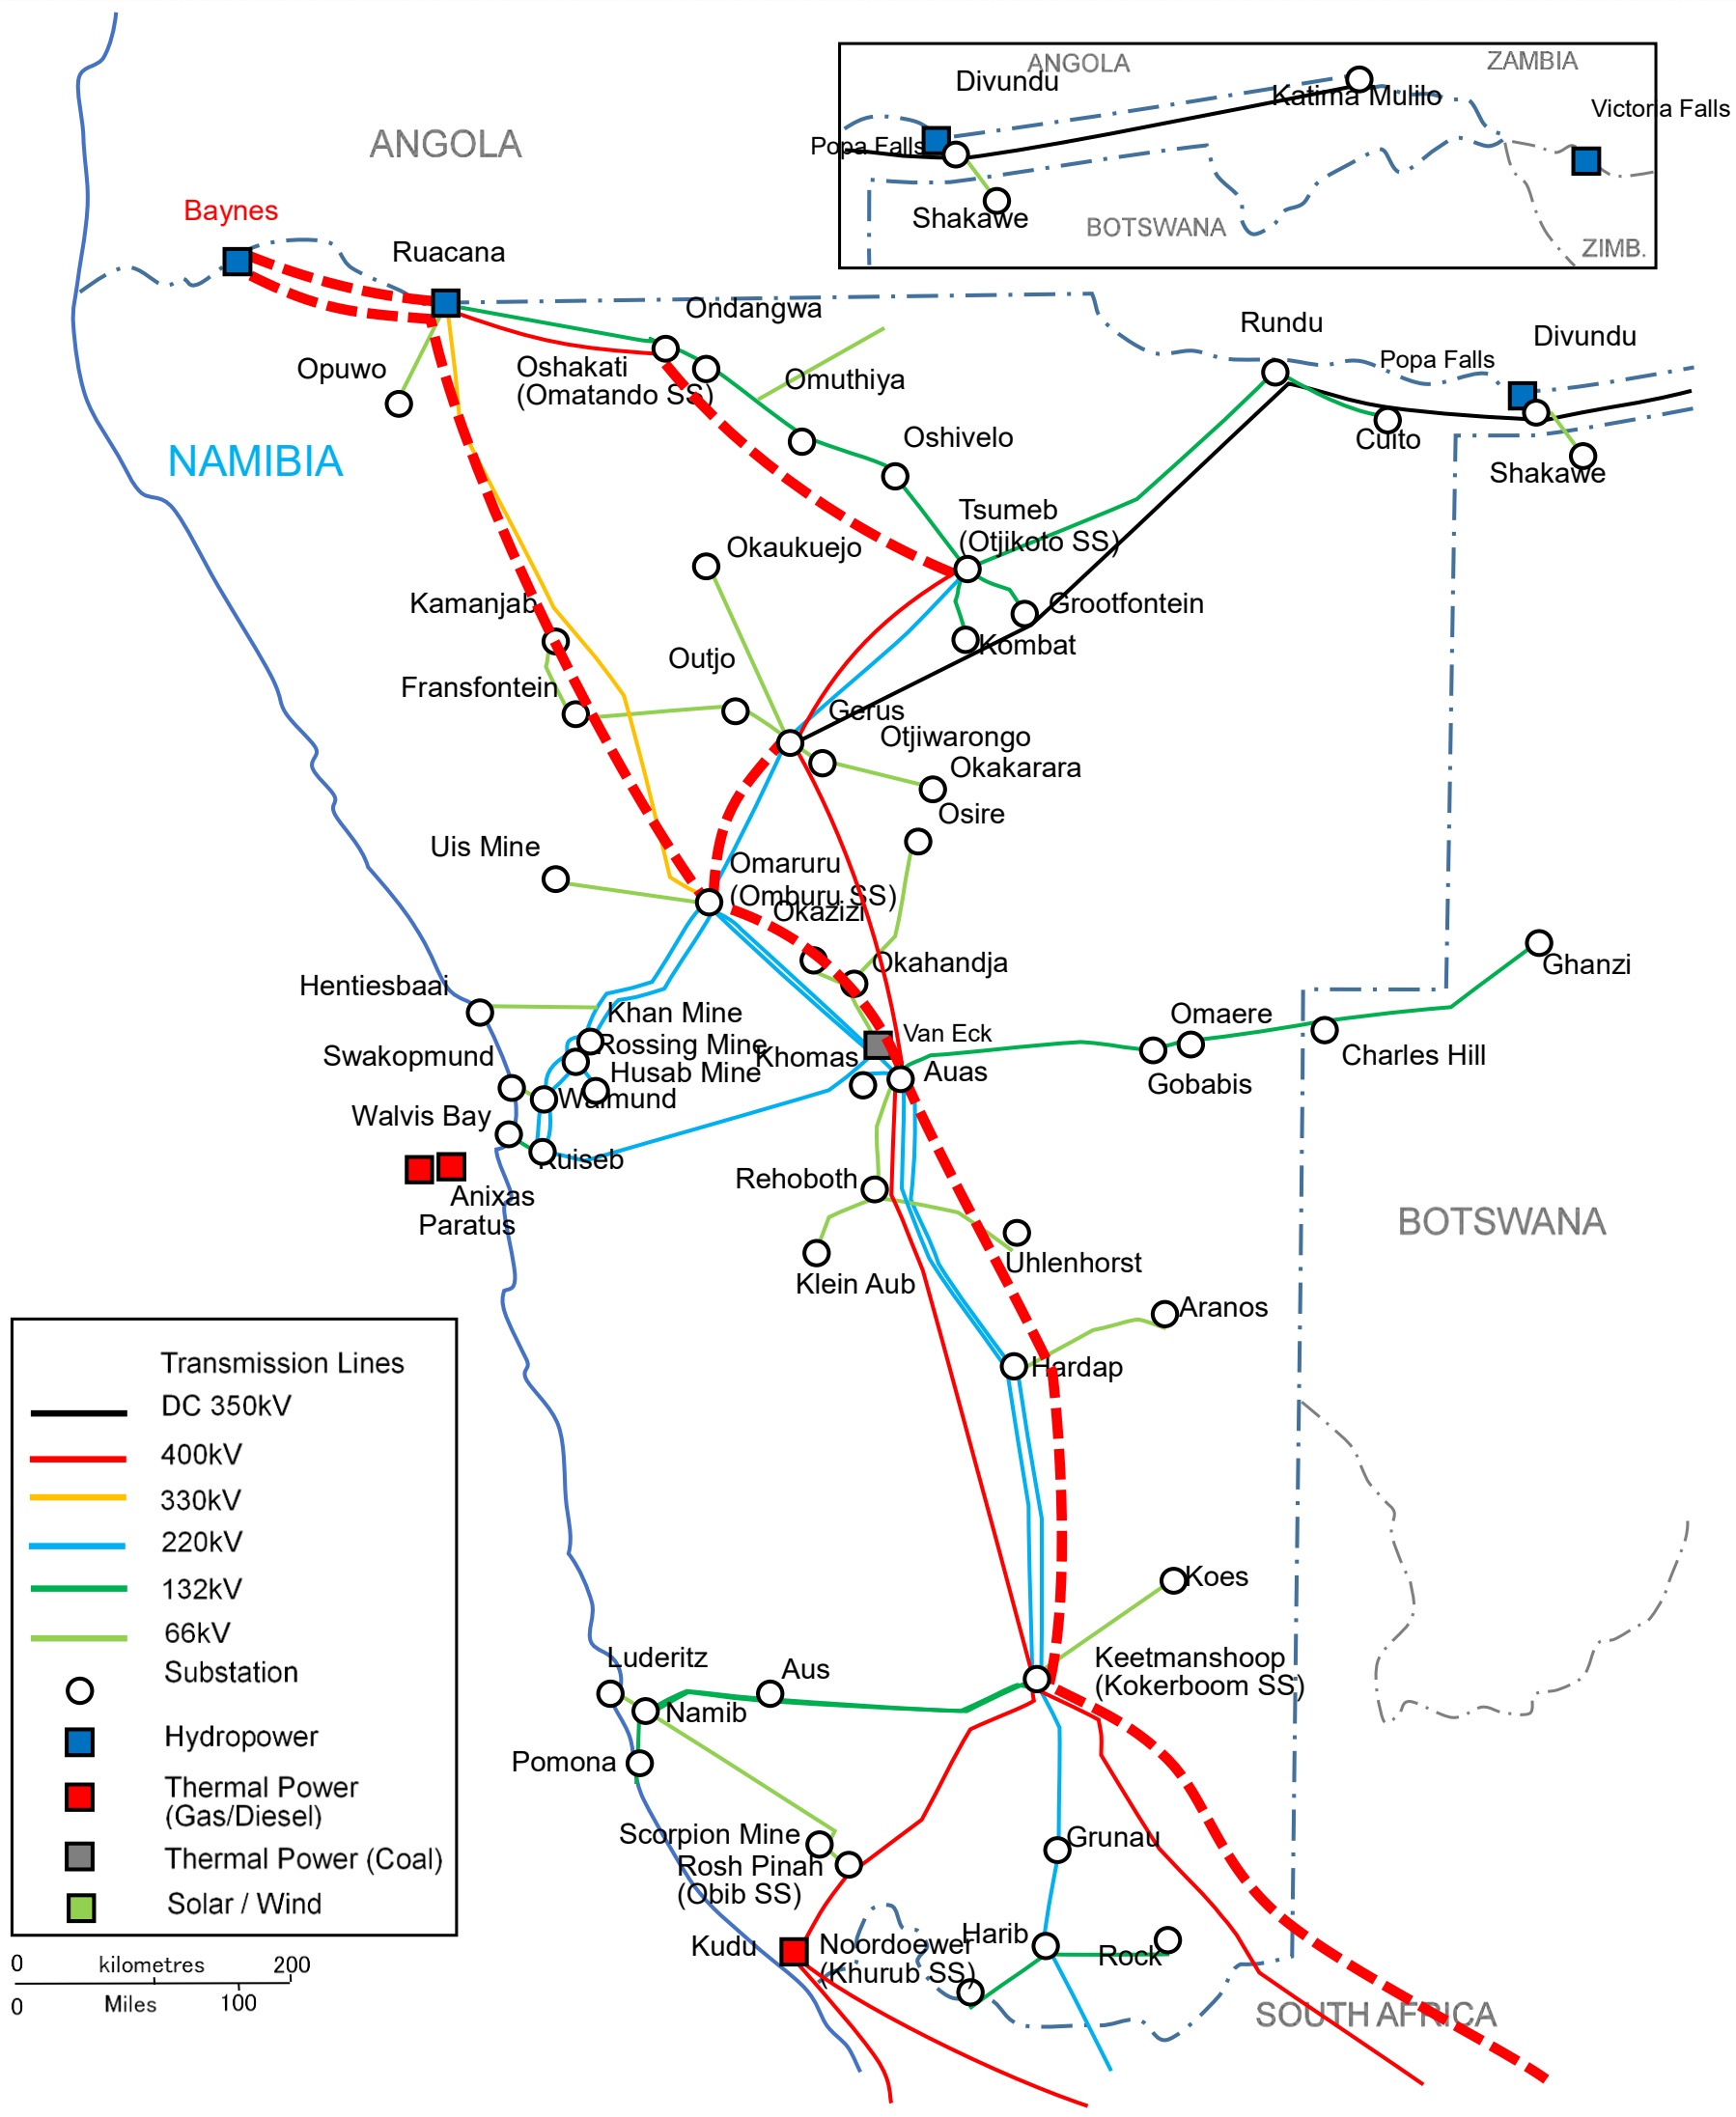 ANGOLA
ZAMBIA
Divundu
Katima Mulilo
Victoria Falls
Popa Falls
Shakawe
BOTSWANA
ZIMB.
ANGOLA
Baynes
Ruacana
Ondangwa
Rundu
Divundu
Opuwo
Oshakati
(Omatando SS)
Omuthiya
Popa Falls
NAMIBIA
Oshivelo
Cuito
Shakawe
Tsumeb
(Otjikoto SS)
Okaukuejo
Kamanjab
Grootfontein
Outjo
Kombat
Fransfontein
Gerus
Otjiwarongo
Okakarara
Osire
Uis Mine
Omaruru
(Omburu SS)
Okazizi
Okahandja
Ghanzi
Hentiesbaai
Khan Mine
Omaere
Van Eck
Rossing Mine
Swakopmund
Khomas
Charles Hill
Husab Mine
Auas
Gobabis
Walmund
Walvis Bay
Kuiseb
Rehoboth
Anixas
Paratus
BOTSWANA
Uhlenhorst
Klein Aub
Aranos
Hardap
Transmission Lines
DC 350kV
400kV
330kV
220kV
132kV
66kV
Substation
Hydropower
Thermal Power
(Gas/Diesel)
Thermal Power (Coal)
Solar / Wind
Koes
Luderitz
Aus
Keetmanshoop
(Kokerboom SS)
Namib
Pomona
Scorpion Mine
Grunau
Rosh Pinah
(Obib SS)
Kudu
Noordoewer
(Khurub SS)
Harib
Rock
SOUTH AFRICA
0 kilometres 200
0 Miles 100